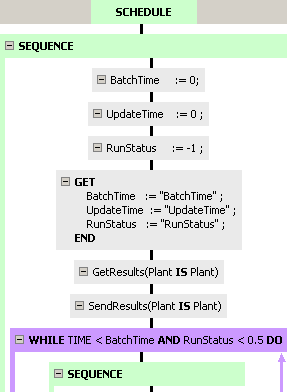 SCHEDULE
SEQUENCE
BatchTime := 0;
UpdateTime := 0 ;
RunStatus := -1 ;
GET
BatchTime := "BatchTime" ;
UpdateTime := "UpdateTime" ;
RunStatus := "RunStatus" ;
END
GetResults(Plant IS Plant)
SendResults(Plant IS Plant)
WHILE TIME < BatchTime AND RunStatus < 0.5 DO
SEQUENCE